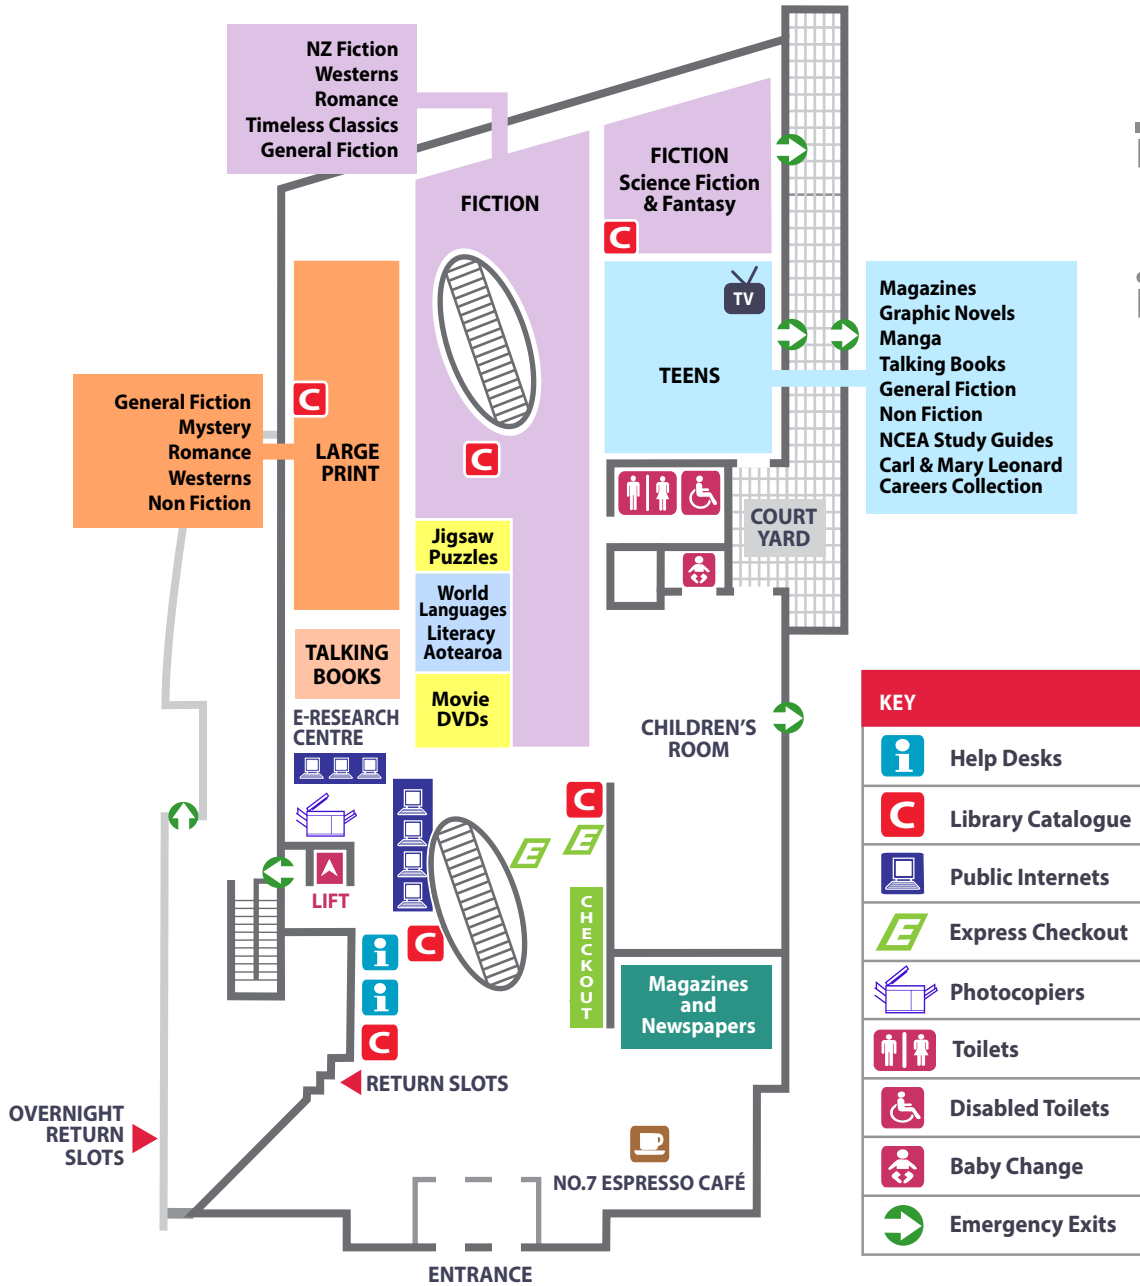 NZ Fiction
Westerns
Romance
Timeless Classics
General Fiction
FICTION
FICTION
Science Fiction
& Fantasy
C
TV
TEENS
Magazines
Graphic Novels
Manga
Talking Books
General Fiction
Non Fiction
NCEA Study Guides
Carl & Mary Leonard
Careers Collection
General Fiction
Mystery
Romance
Westerns
Non Fiction
C
LARGE
PRINT
C
COURT
YARD
Jigsaw
Puzzles
World
Languages
Literacy
Aotearoa
Movie
DVDs
TALKING
BOOKS
E-RESEARCH
CENTRE
CHILDREN'S
ROOM
C
E
E
LIFT
CHECKOUT
i
C
i
C
Magazines
and
Newspapers
RETURN SLOTS
OVERNIGHT
RETURN
SLOTS
NO.7 ESPRESSO CAFÉ
ENTRANCE
KEY
i Help Desks
C Library Catalogue
Public Internets
E Express Checkout
Photocopiers
Toilets
Disabled Toilets
Baby Change
Emergency Exits